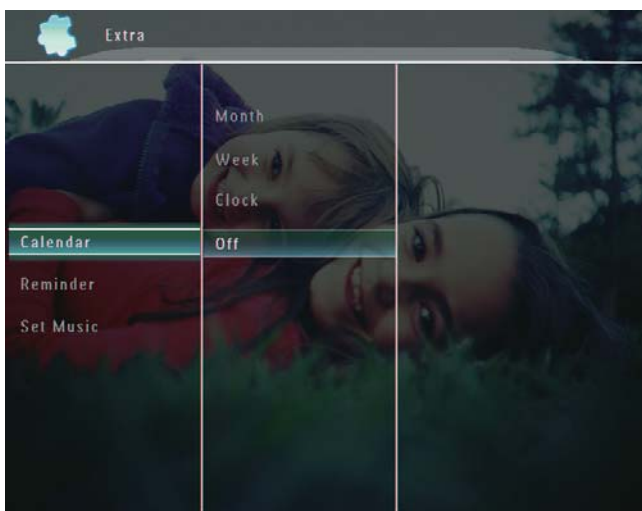 Extra
Month
Week
Clock
Calendar
Off
Reminder
Set Music